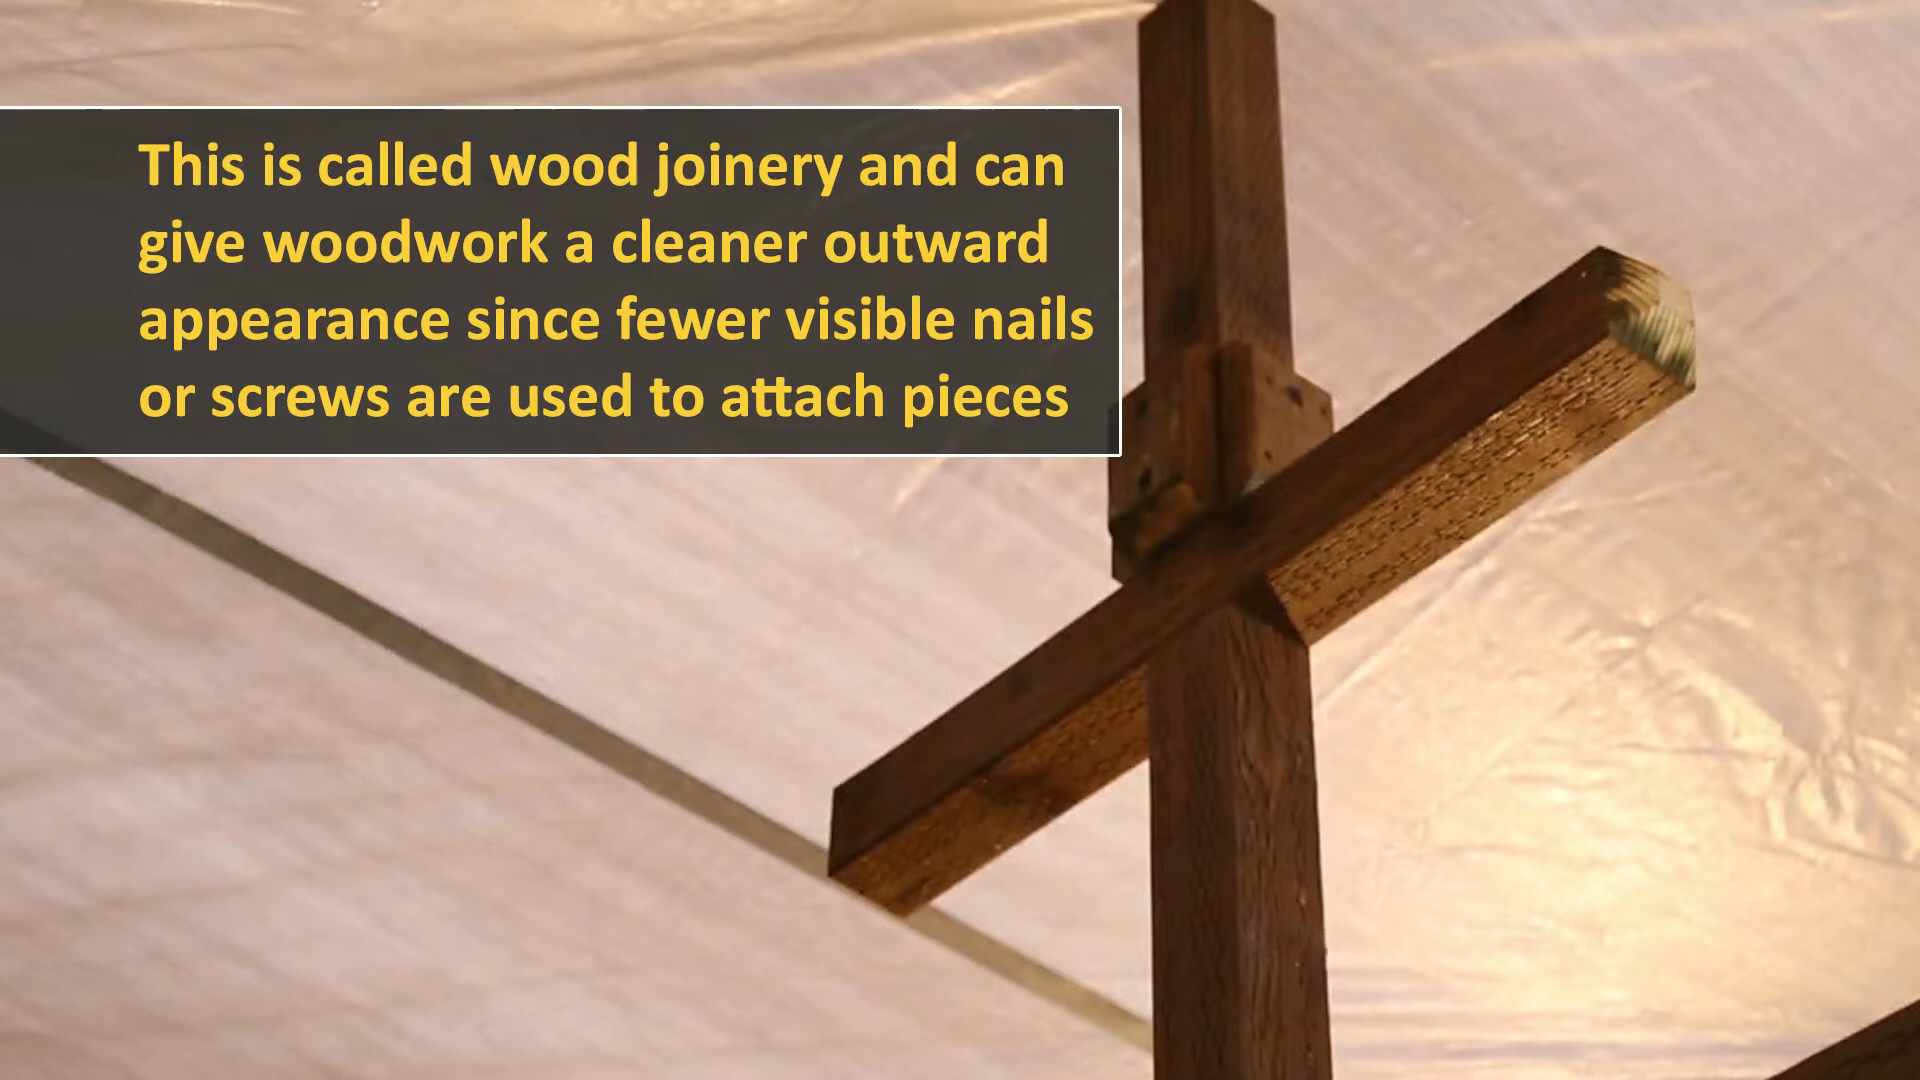 This is called wood joinery and can
give woodwork a cleaner outward
appearance since fewer visible nails
or screws are used to attach pieces